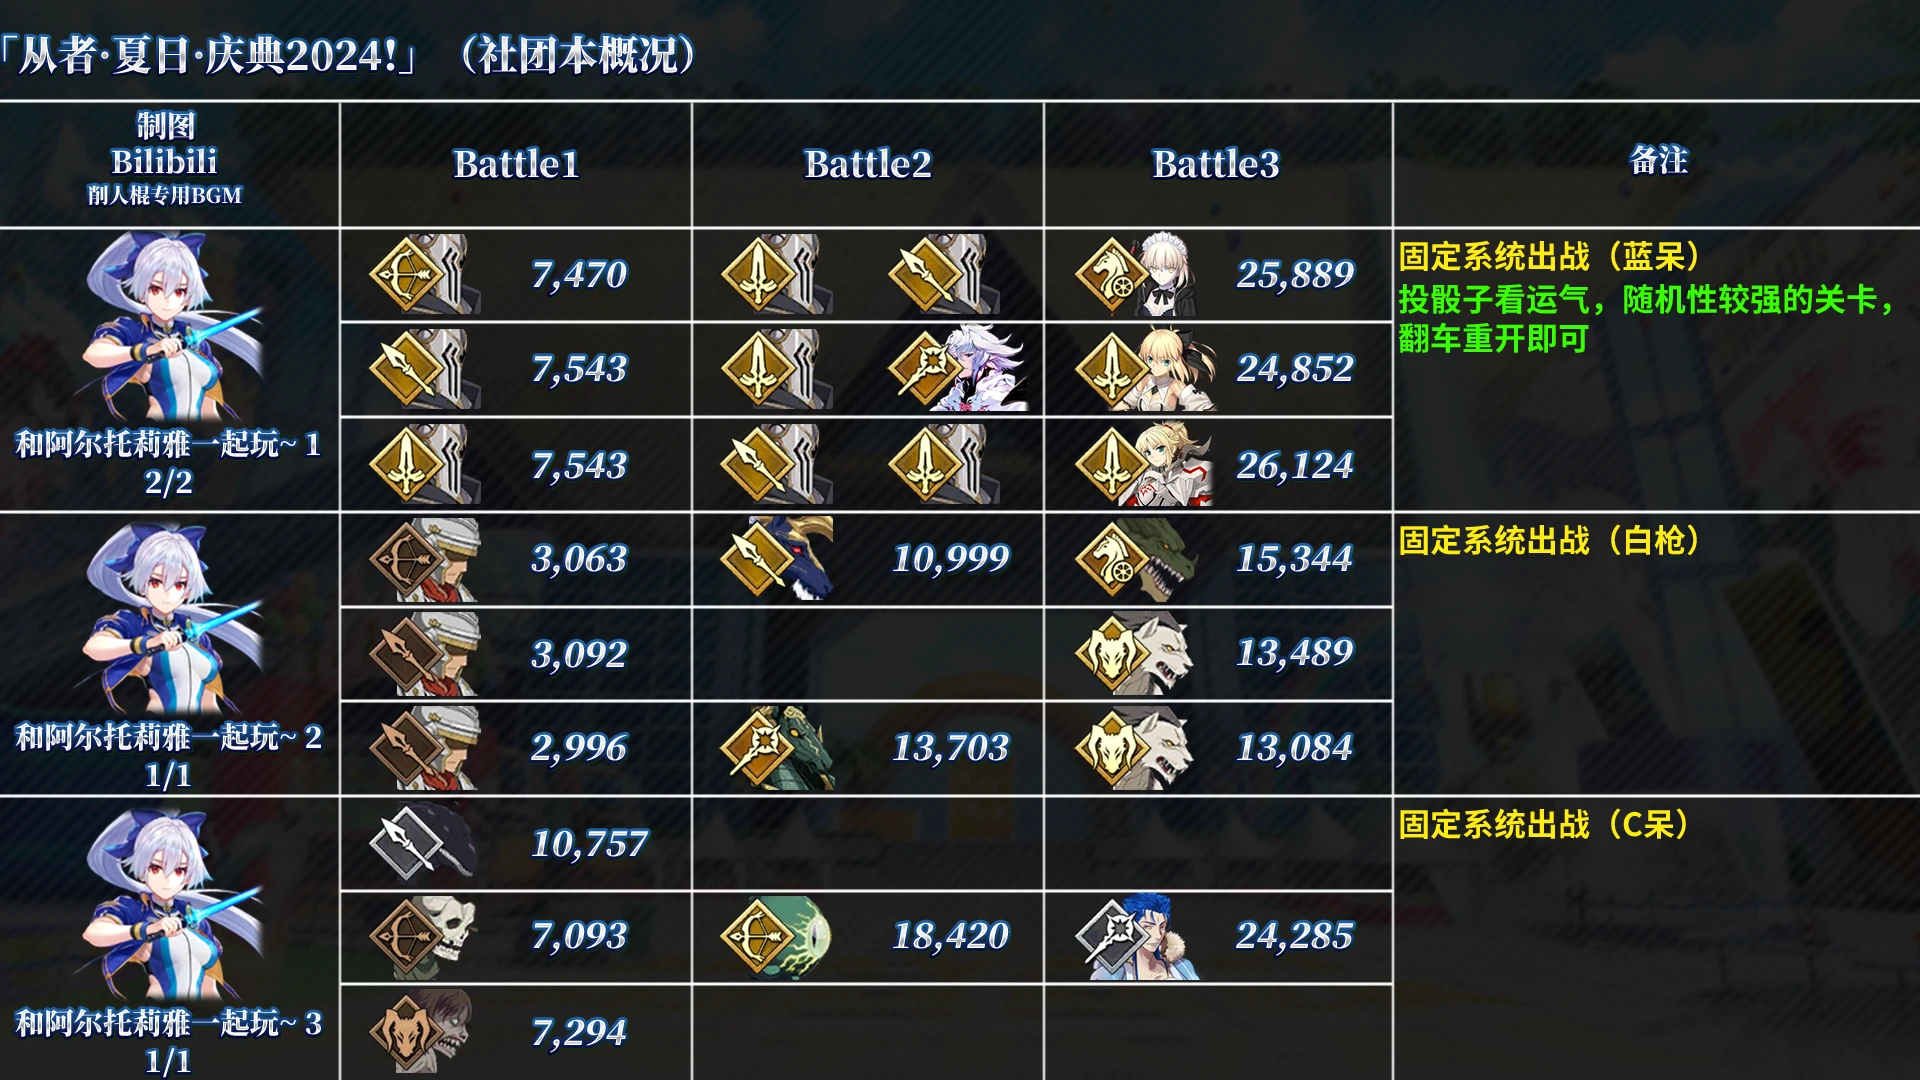 「从者·夏日·庆典2024!」（社团本概况）
制图
Bilibili
削人棍专用BGM
Battle1
Battle2
Battle3
备注
7,470
25,889
7,543
24,852
7,543
26,124
和阿尔托莉雅一起玩~ 1
2/2
固定系统出战（蓝呆）
投骰子看运气，随机性较强的关卡，
翻车重开即可
3,063
10,999
15,344
3,092
13,489
2,996
13,703
13,084
和阿尔托莉雅一起玩~ 2
1/1
固定系统出战（白枪）
10,757
7,093
18,420
24,285
7,294
和阿尔托莉雅一起玩~ 3
1/1
固定系统出战（C呆）